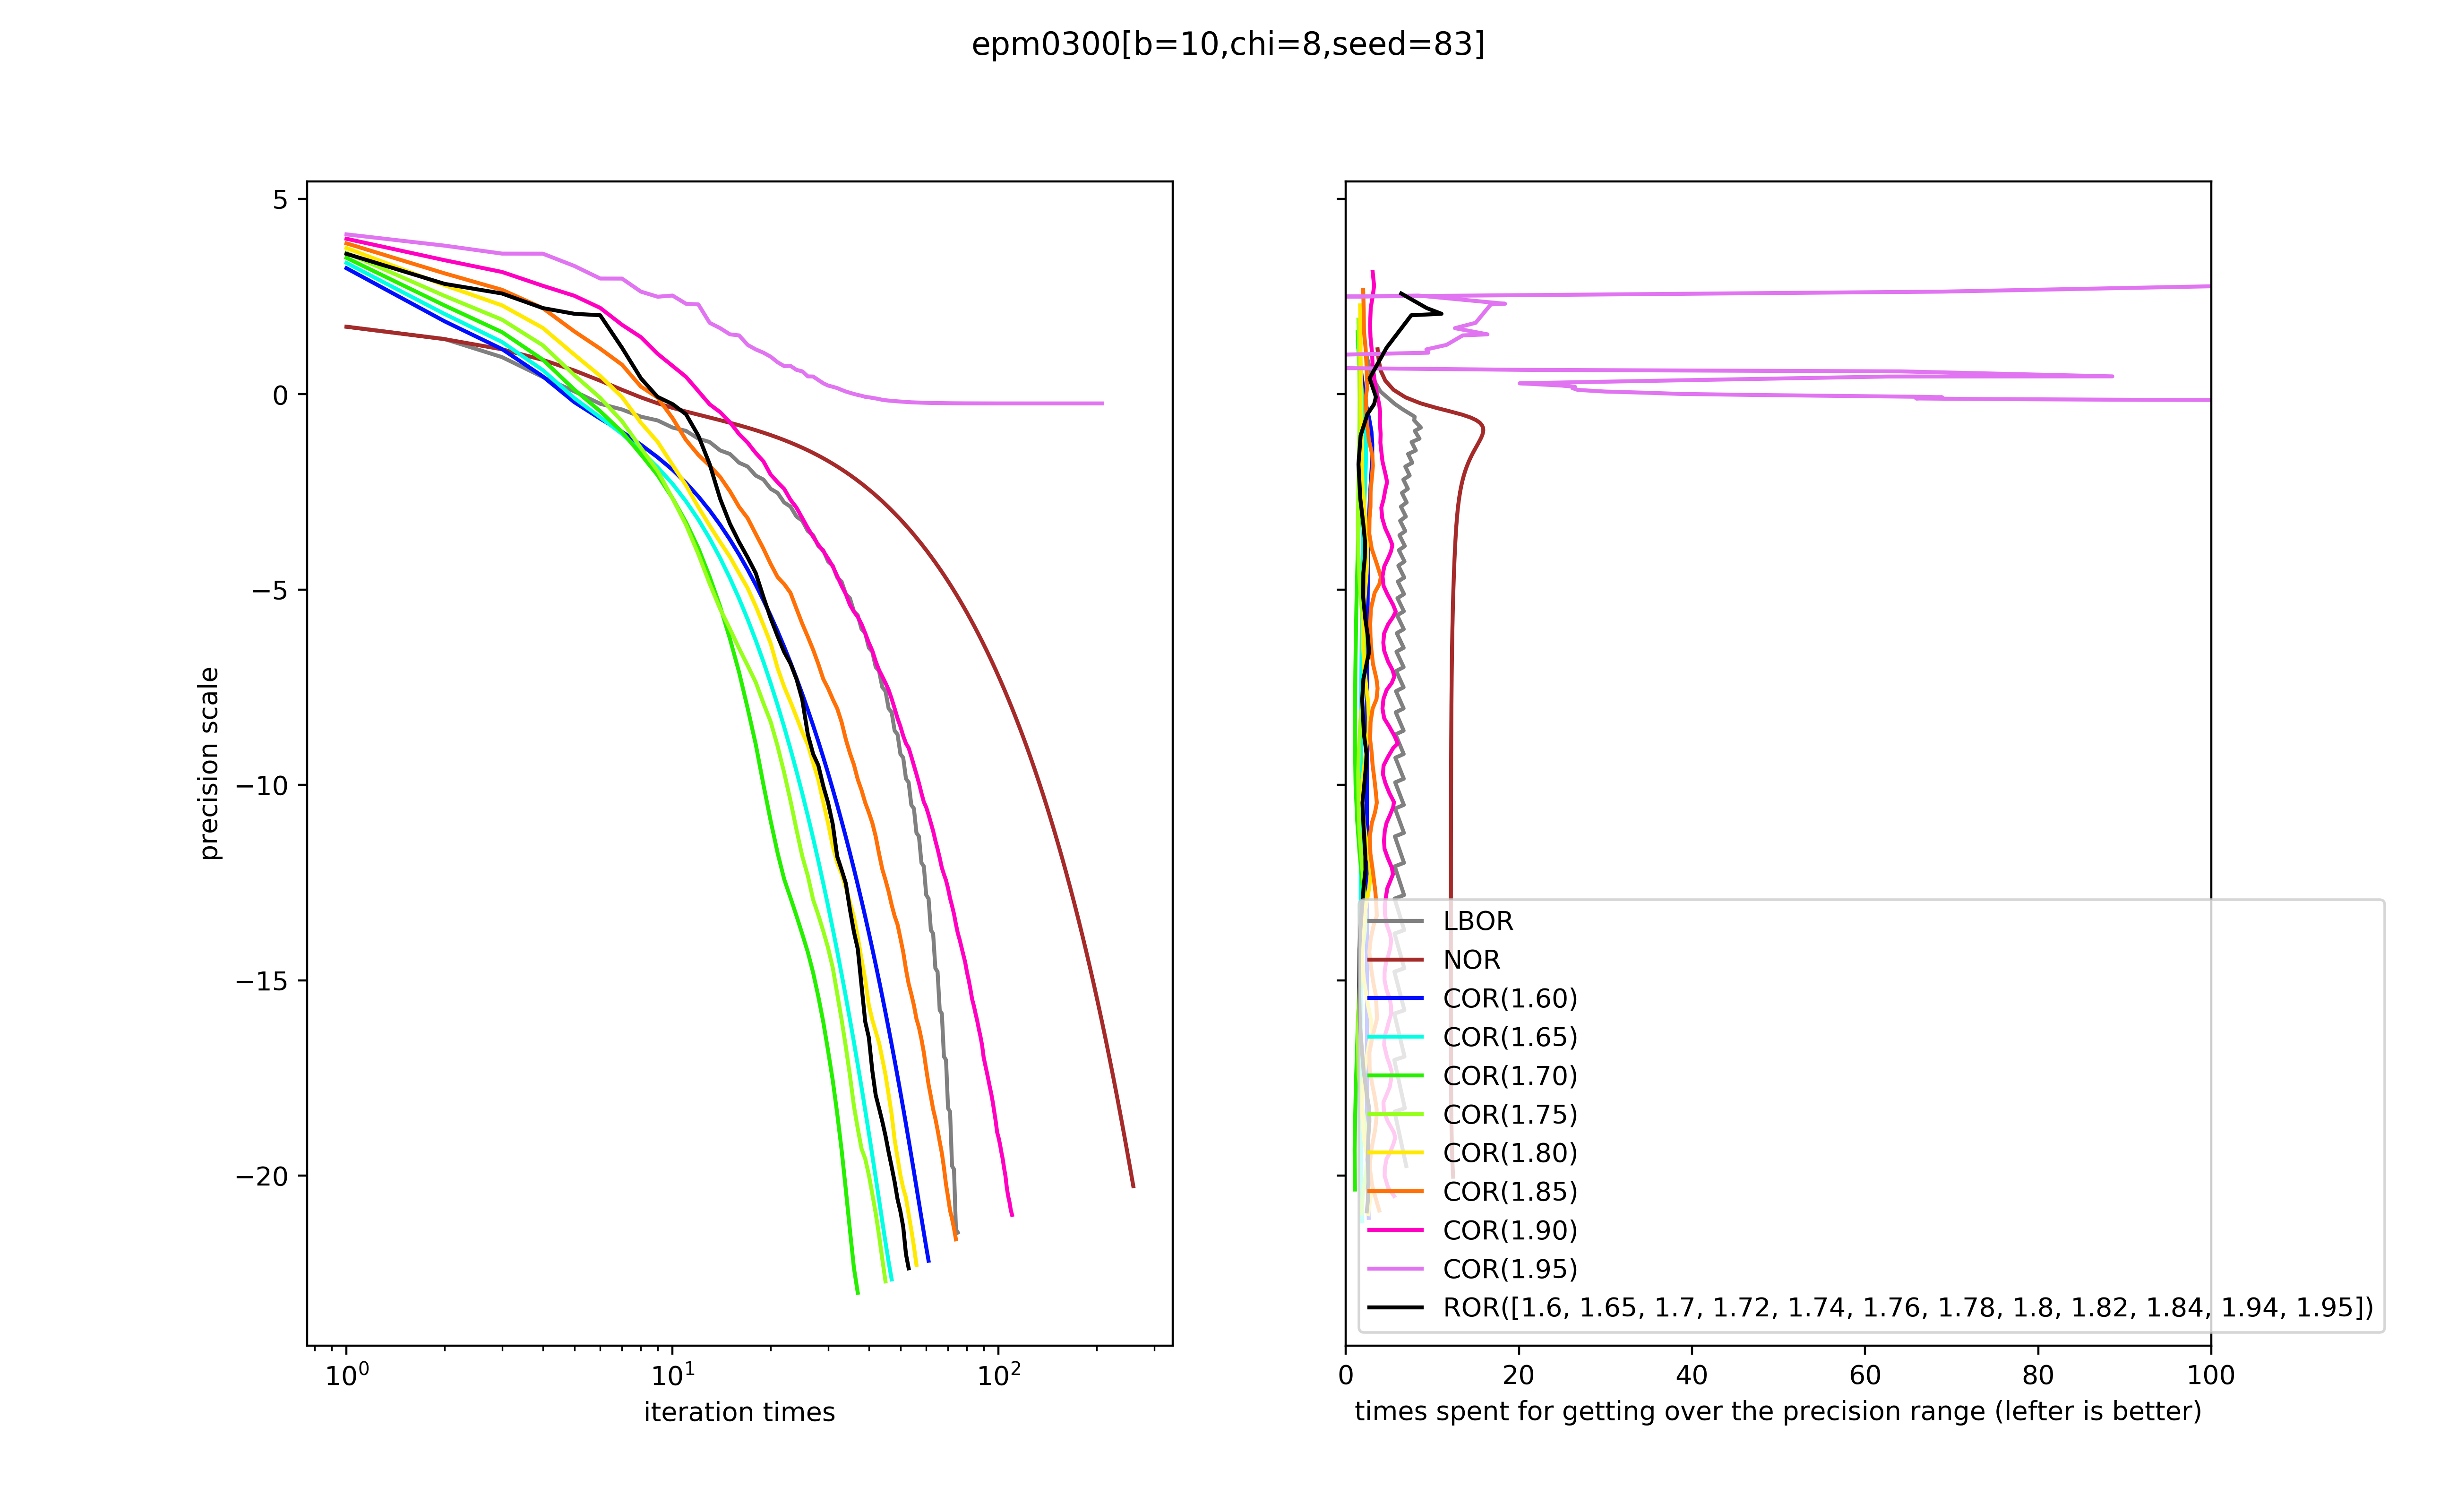 epm0300[b=10,chi=8,seed=83]
precision scale
5
0
−5
−10
−15
−20
10⁰
10¹
10²
iteration times
LBOR
NOR
COR(1.60)
COR(1.65)
COR(1.70)
COR(1.75)
COR(1.80)
COR(1.85)
COR(1.90)
COR(1.95)
ROR([1.6, 1.65, 1.7, 1.72, 1.74, 1.76, 1.78, 1.8, 1.82, 1.84, 1.94, 1.95])
0 20 40 60 80 100
times spent for getting over the precision range (lefter is better)